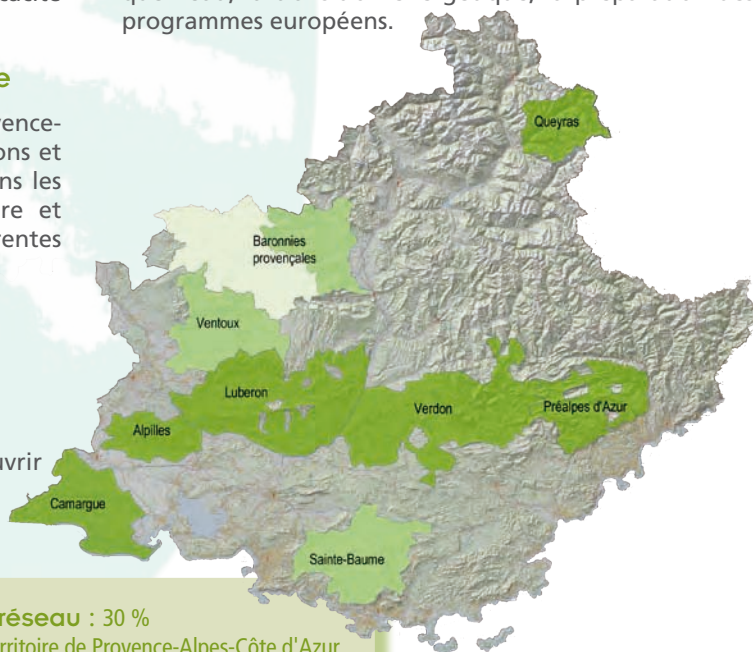 programmes européens.
ons et
ns les
re et
rentes
uvrir
Queyras
Baronnies
provençales
Ventoux
Luberon
Verdon
Préalpes d'Azur
Alpilles
Camargue
Sainte-Baume
réseau : 30 %
rritoire de Provence-Alpes-Côte d'Azur